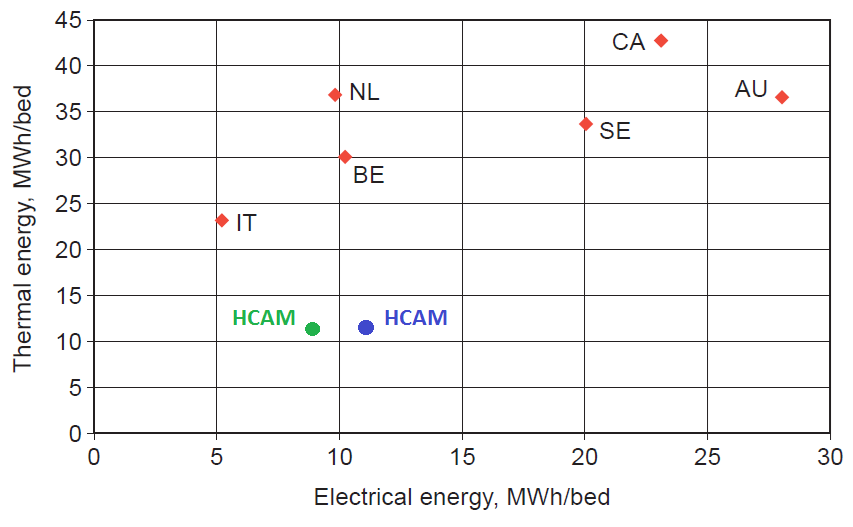 45
40
35
30
25
20
15
10
5
0
Thermal energy, MWh/bed
CA
AU
NL
SE
BE
IT
HCAM HCAM
0 5 10 15 20 25 30
Electrical energy, MWh/bed